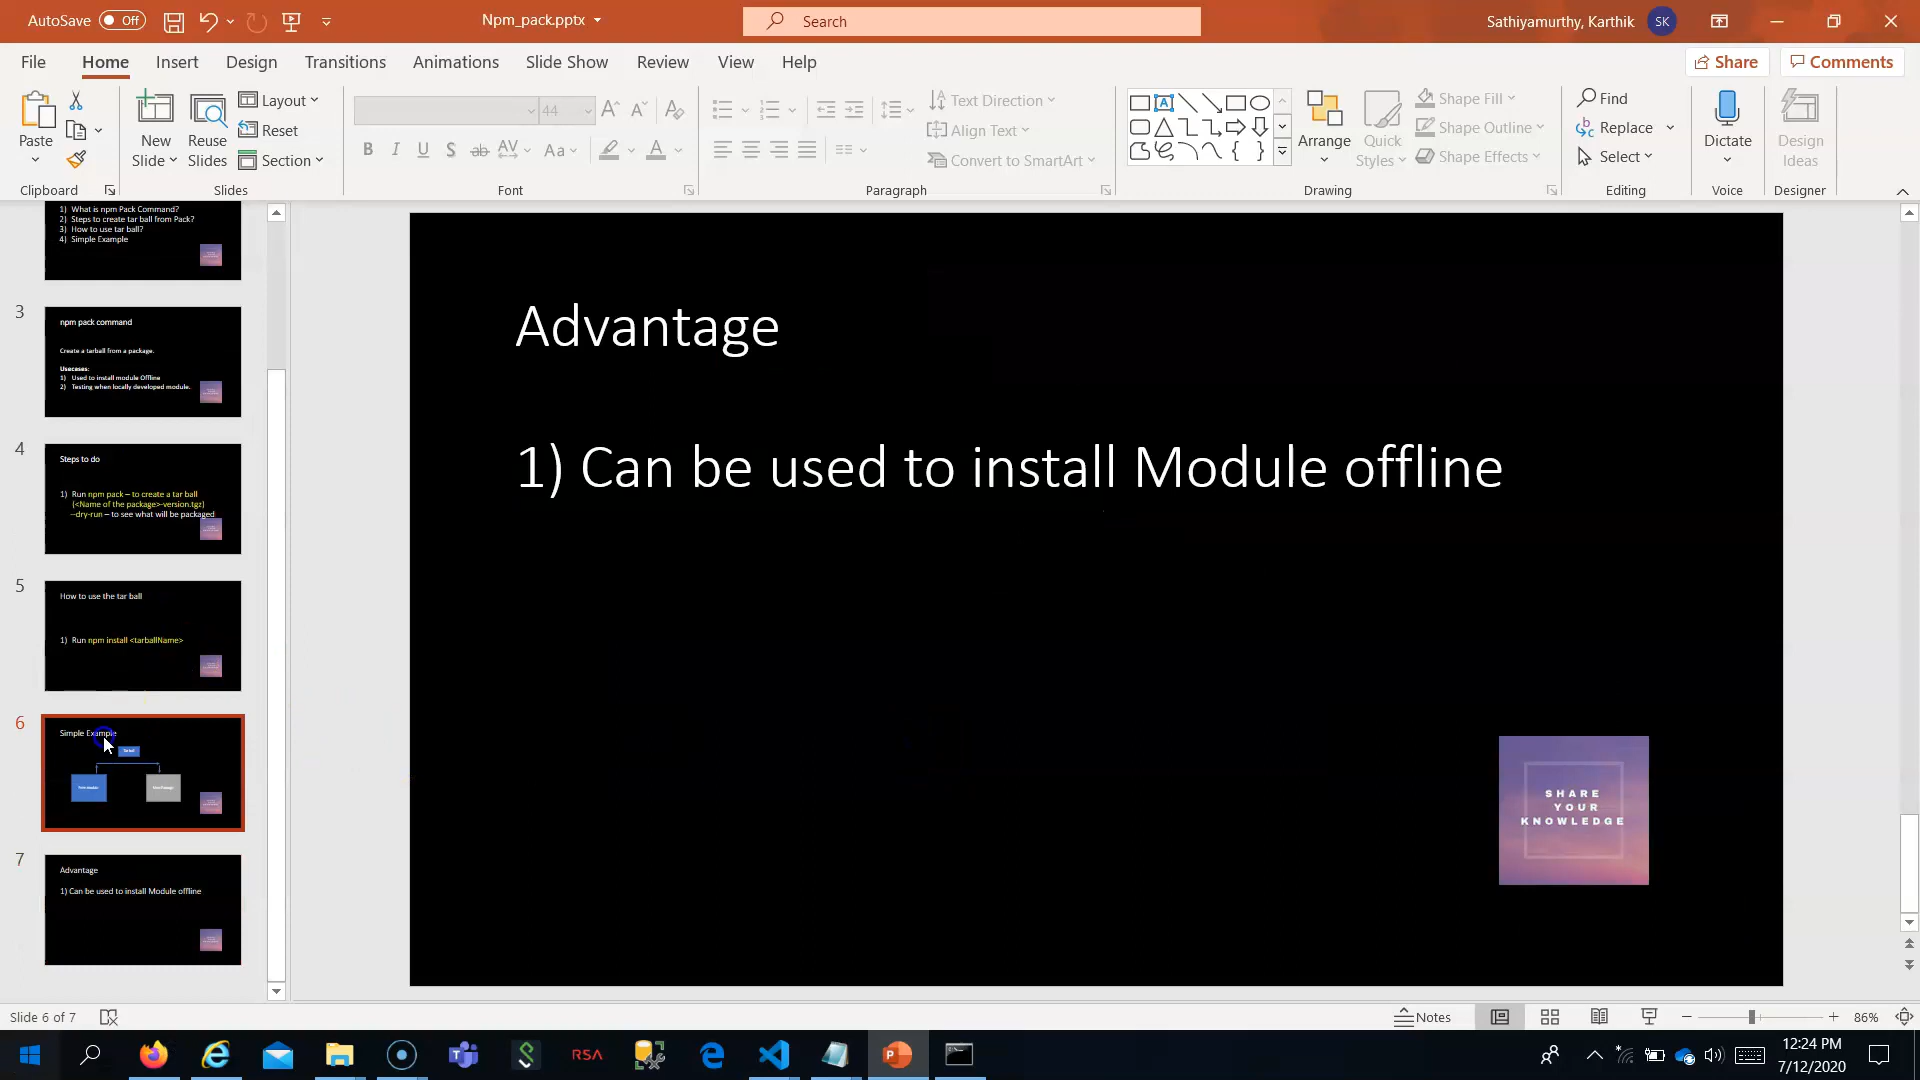 AutoSave Off
Npm_pack.pptx
Search
Sathiyamurthy, Karthik SK
File Home Insert Design Transitions Animations Slide Show Review View Help
Share Comments
Paste
New Slide
Reuse Slides
Layout
Reset
Section
44
B I U S ab AV Aa A
Text Direction
Align Text
Convert to SmartArt
Arrange
Quick Styles
Shape Fill
Shape Outline
Shape Effects
Find
Replace
Select
Dictate
Design Ideas
Clipboard Slides Font Paragraph Drawing Editing Voice Designer
1) What is npm Pack Command?
2) Steps to create tar ball from Pack?
3) How to use tar ball?
4) Simple Example
3
npm pack command
Create a tarball from a package.
Usecases:
1) Used to install module Offline
2) Testing when locally developed module.
4
Steps to do
1) Run npm pack – to create a tar ball
(<Name of the package>-version.tgz)
--dry-run – to see what will be packaged
5
How to use the tar ball
1) Run npm install <tarballName>
6
Simple Example
Tar ball
7
Advantage
1) Can be used to install Module offline
Advantage
1) Can be used to install Module offline
SHARE
YOUR
KNOWLEDGE
Slide 6 of 7
Notes
86%
RSA
12:24 PM
7/12/2020